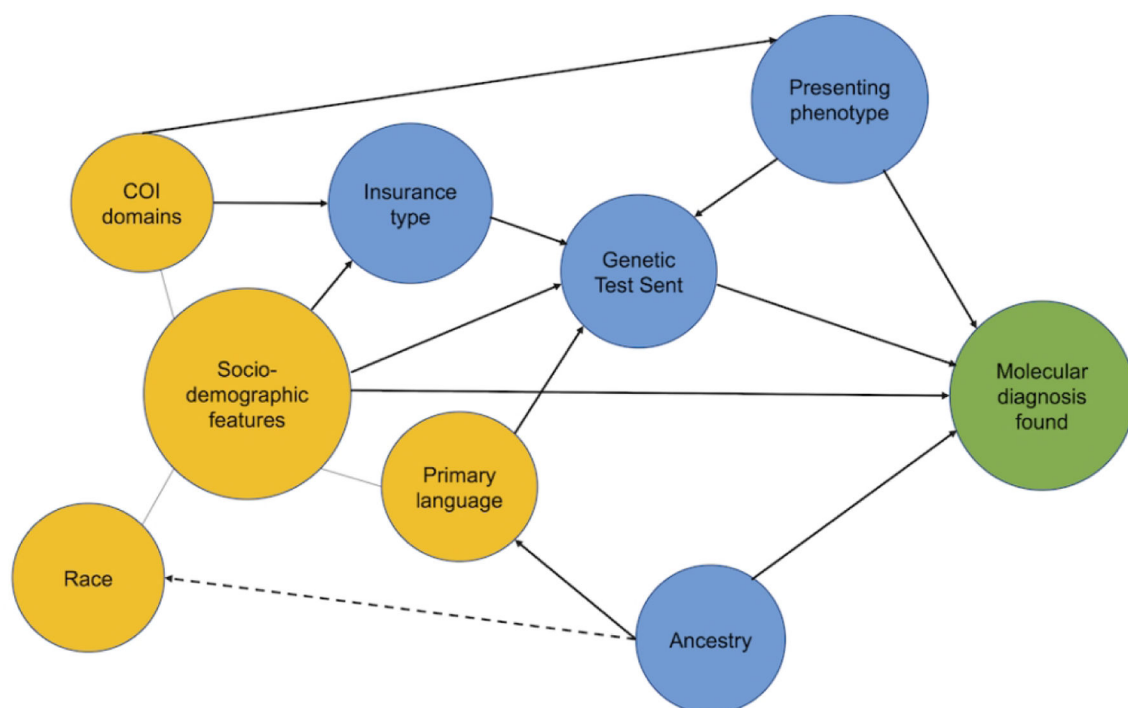 Presenting
phenotype
COI
domains
Insurance
type
Genetic
Test Sent
Socio-
demographic
features
Molecular
diagnosis
found
Primary
language
Race
Ancestry